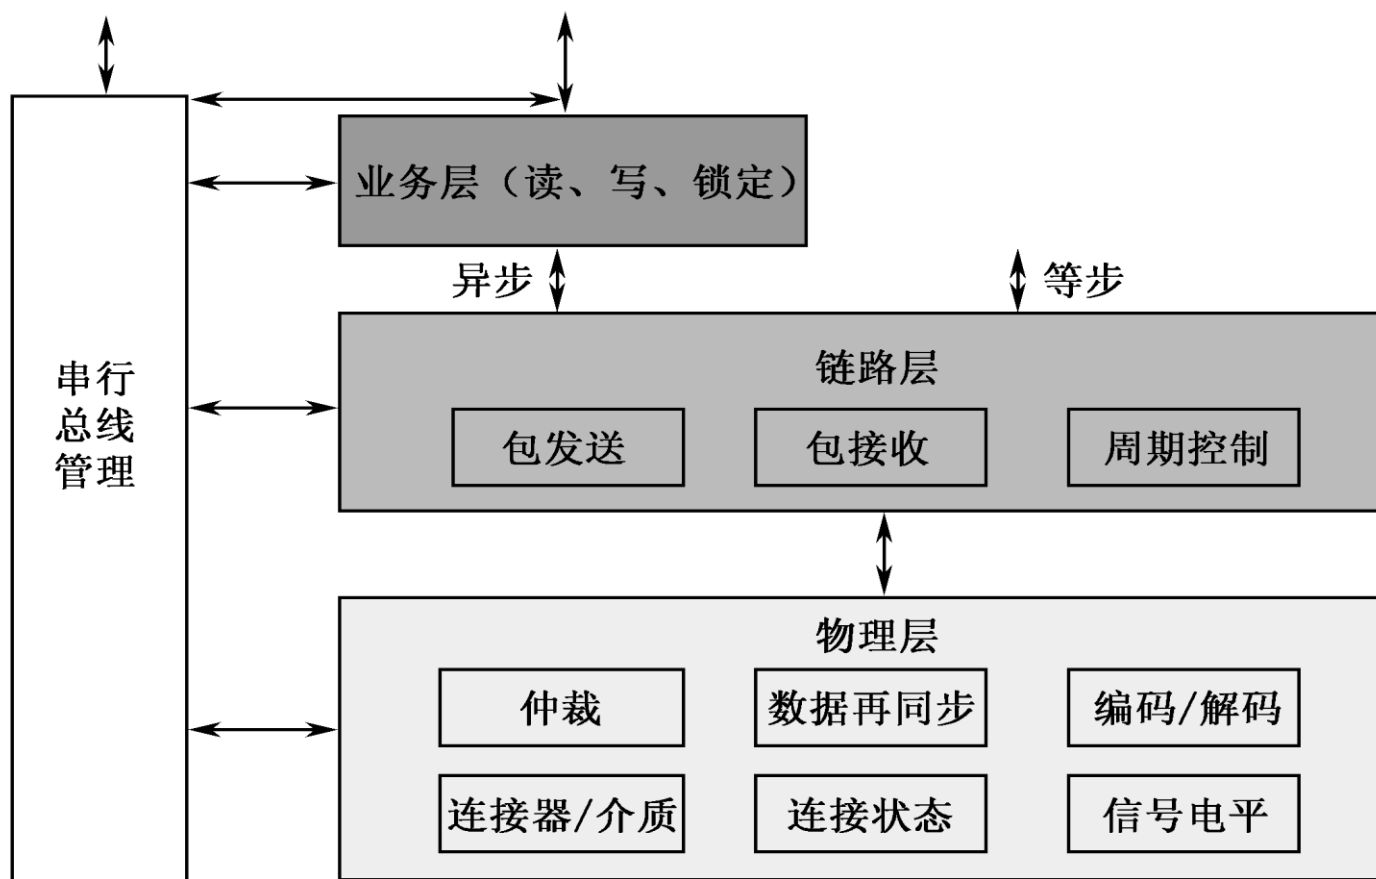 业务层（读、写、锁定）
异步
等步
串行
总线
管理
链路层
包发送
包接收
周期控制
物理层
仲裁
数据再同步
编码/解码
连接器/介质
连接状态
信号电平